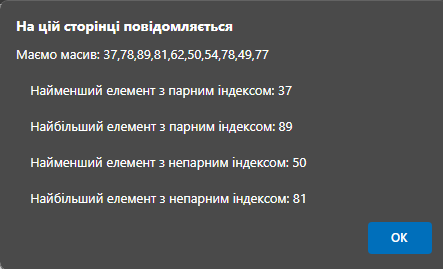 На цій сторінці повідомляється
Маємо масив: 37,78,89,81,62,50,54,78,49,77
Найменший елемент з парним індексом: 37
Найбільший елемент з парним індексом: 89
Найменший елемент з непарним індексом: 50
Найбільший елемент з непарним індексом: 81
ОК